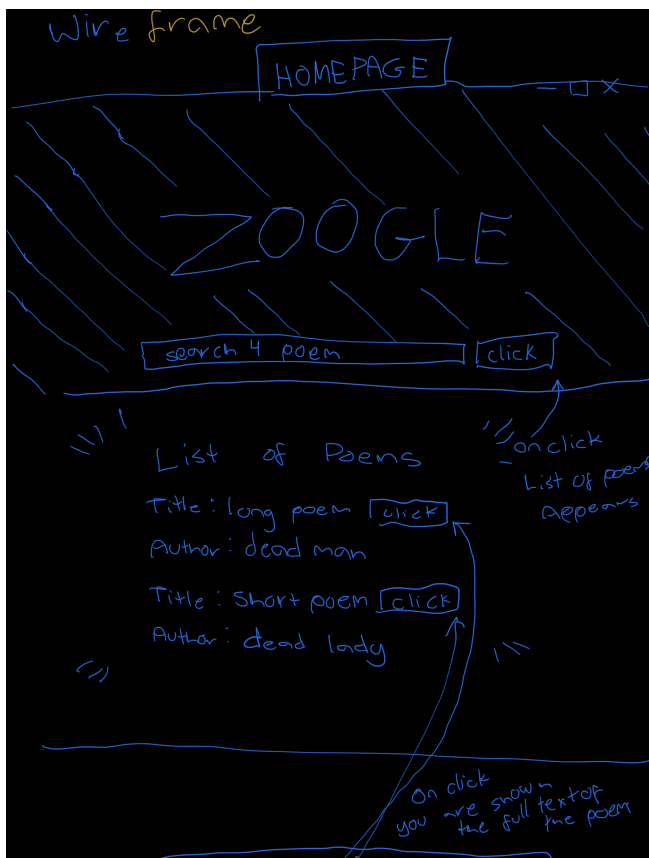 Wire frame
HOMEPAGE
ZOOGLE
search 4 poem click
on click
List of poems
Appears
List of Poems
Title: long poem click
Author: dead man
Title: Short poem click
Author: dead lady
On click
you are shown
the full text of
the poem